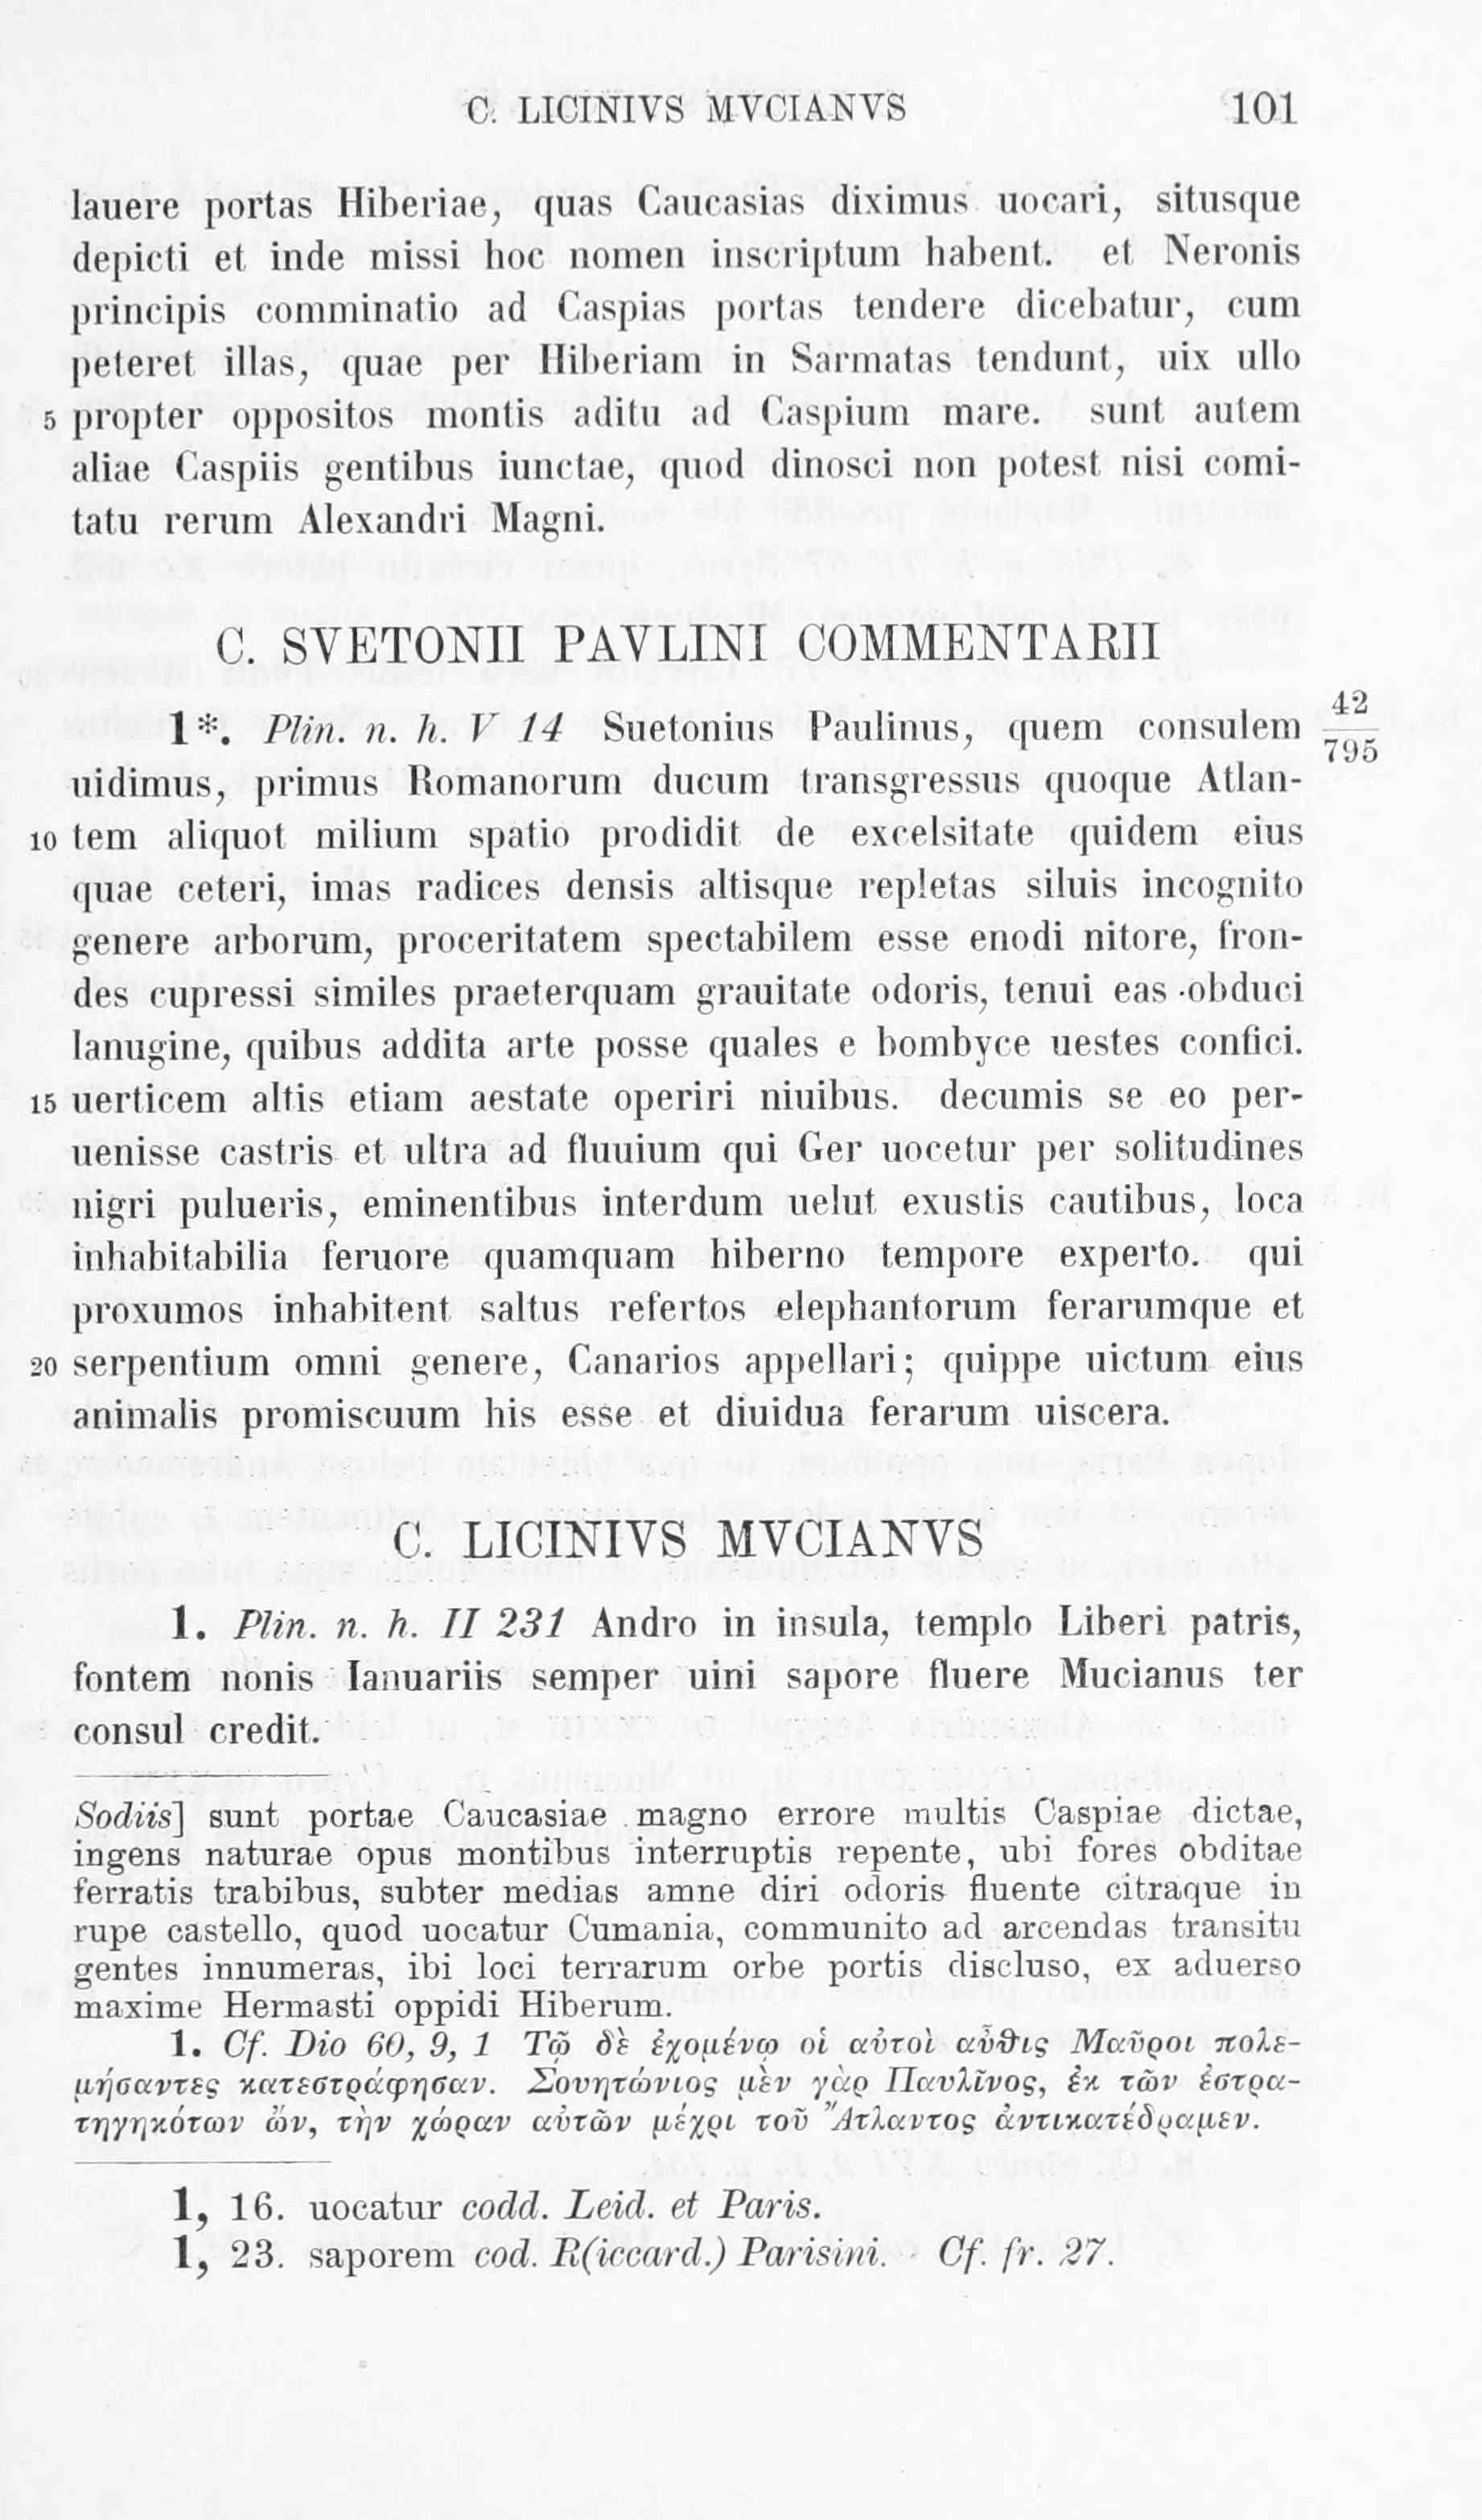 C. LICINIVS MVCIANVS 101
lauere portas Hiberiae, quas Caucasias diximus uocari, situsque
depicti et inde missi hoc nomen inscriptum habent. et Neronis
principis comminatio ad Caspias portas tendere dicebatur, cum
peteret illas, quae per Hiberiam in Sarmatas tendunt, uix ullo
5 propter oppositos montis aditu ad Caspium mare. sunt autem
aliae Caspiis gentibus iunctae, quod dinosci non potest nisi comi-
tatu rerum Alexandri Magni.
C. SVETONII PAVLINI COMMENTARII
1*. Plin. n. h. V 14 Suetonius Paulinus, quem consulem 42/795
uidimus, primus Romanorum ducum transgressus quoque Atlan-
10 tem aliquot milium spatio prodidit de excelsitate quidem eius
quae ceteri, imas radices densis altisque repletas siluis incognito
genere arborum, proceritatem spectabilem esse enodi nitore, fron-
des cupressi similes praeterquam grauitate odoris, tenui eas obduci
lanugine, quibus addita arte posse quales e bombyce uestes confici.
15 uerticem altis etiam aestate operiri niuibus. decumis se eo per-
uenisse castris et ultra ad fluuium qui Ger uocetur per solitudines
nigri pulueris, eminentibus interdum uelut exustis cautibus, loca
inhabitabilia feruore quamquam hiberno tempore experto. qui
proxumos inhabitent saltus refertos elephantorum ferarumque et
20 serpentium omni genere, Canarios appellari; quippe uictum eius
animalis promiscuum his esse et diuidua ferarum uiscera.
C. LICINIVS MVCIANVS
1. Plin. n. h. II 231 Andro in insula, templo Liberi patris,
fontem nonis Ianuariis semper uini sapore fluere Mucianus ter
consul credit.
Sodiis] sunt portae Caucasiae magno errore multis Caspiae dictae,
ingens naturae opus montibus interruptis repente, ubi fores obditae
ferratis trabibus, subter medias amne diri odoris fluente citraque in
rupe castello, quod uocatur Cumania, communito ad arcendas transitu
gentes innumeras, ibi loci terrarum orbe portis discluso, ex aduerso
maxime Hermasti oppidi Hiberum.
1. Cf. Dio 60, 9, 1 Τῷ δὲ ἐχομένῳ οἱ αὐτοὶ αὖϑις Μαῦροι πολε-
μήσαντες κατεστράφησαν. Σουητώνιος μὲν γὰρ Παυλῖνος, ἐκ τῶν ἐστρα-
τηγηκότων ὤν, τὴν χώραν αὐτῶν μέχρι τοῦ Ἄτλαντος ἀντικατέδραμεν.
1, 16. uocatur codd. Leid. et Paris.
1, 23. saporem cod. R(iccard.) Parisini. Cf. fr. 27.